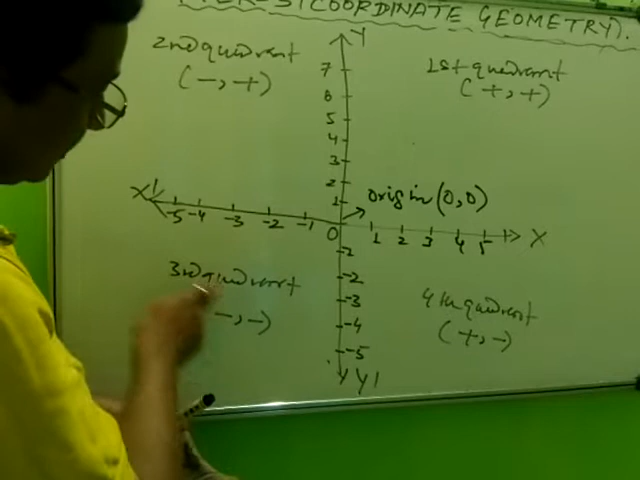 COORDINATE GEOMETRY).
2nd quadrant
(-, +)
1st quadrant
(+, +)
Y
7
6
5
4
3
2
1
X'
-5 -4 -3 -2 -1
origin (0,0)
0
1 2 3 4 5 X
3rd quadrant
-, -)
4th quadrant
(+, -)
-2
-3
-4
-5
Y'